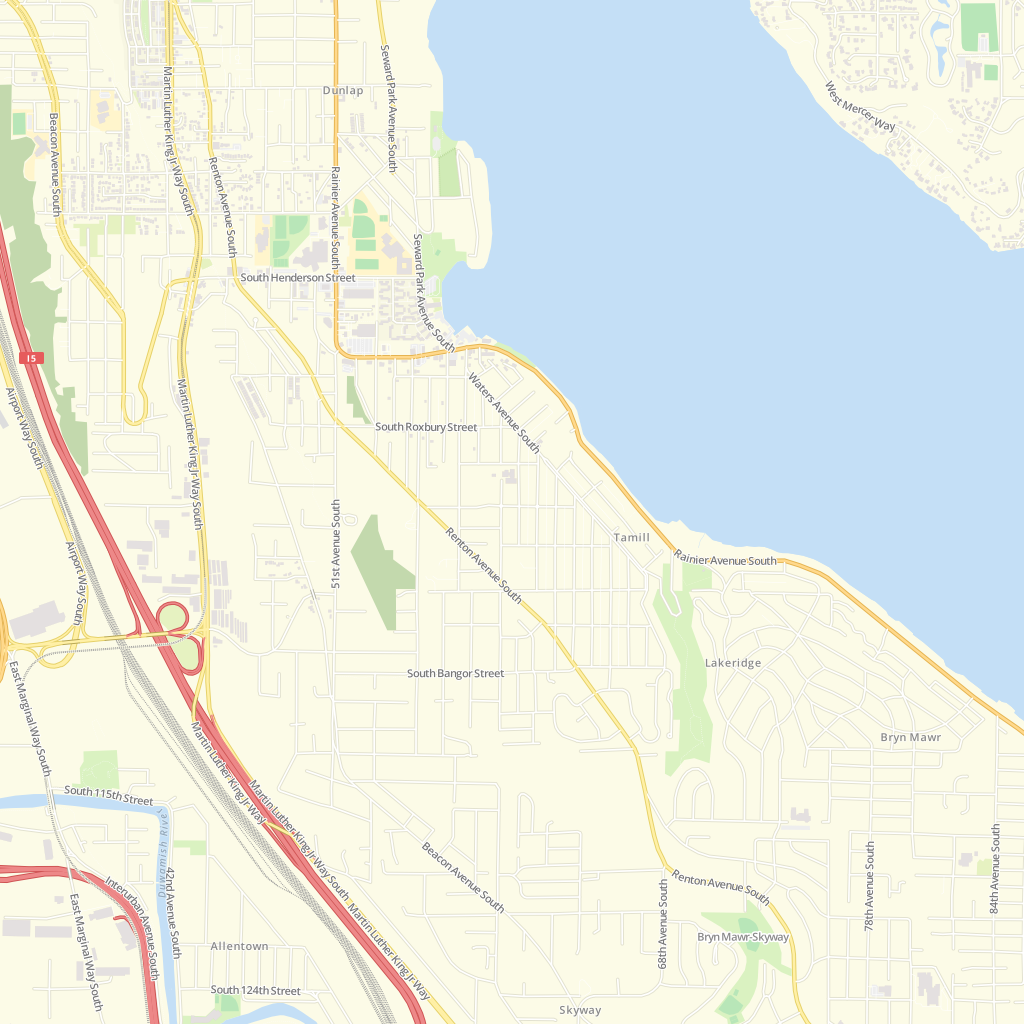 Dunlap
Seward Park Avenue South
Martin Luther King Jr Way South
West Mercer Way
Beacon Avenue South
Renton Avenue South
Rainier Avenue South
Seward Park Avenue South
South Henderson Street
I 5
Airport Way South
Martin Luther King Jr Way South
Waters Avenue South
South Roxbury Street
51st Avenue South
Airport Way South
Renton Avenue South
Tamill
Rainier Avenue South
East Marginal Way South
South Bangor Street
Lakeridge
Bryn Mawr
Martin Luther King Jr Way
Martin Luther King Jr Way South
South 115th Street
Duwamish River
42nd Avenue South
Interurban Avenue South
East Marginal Way South
Beacon Avenue South
Renton Avenue South
68th Avenue South
78th Avenue South
84th Avenue South
Martin Luther King Jr Way
Bryn Mawr-Skyway
Allentown
South 124th Street
Skyway